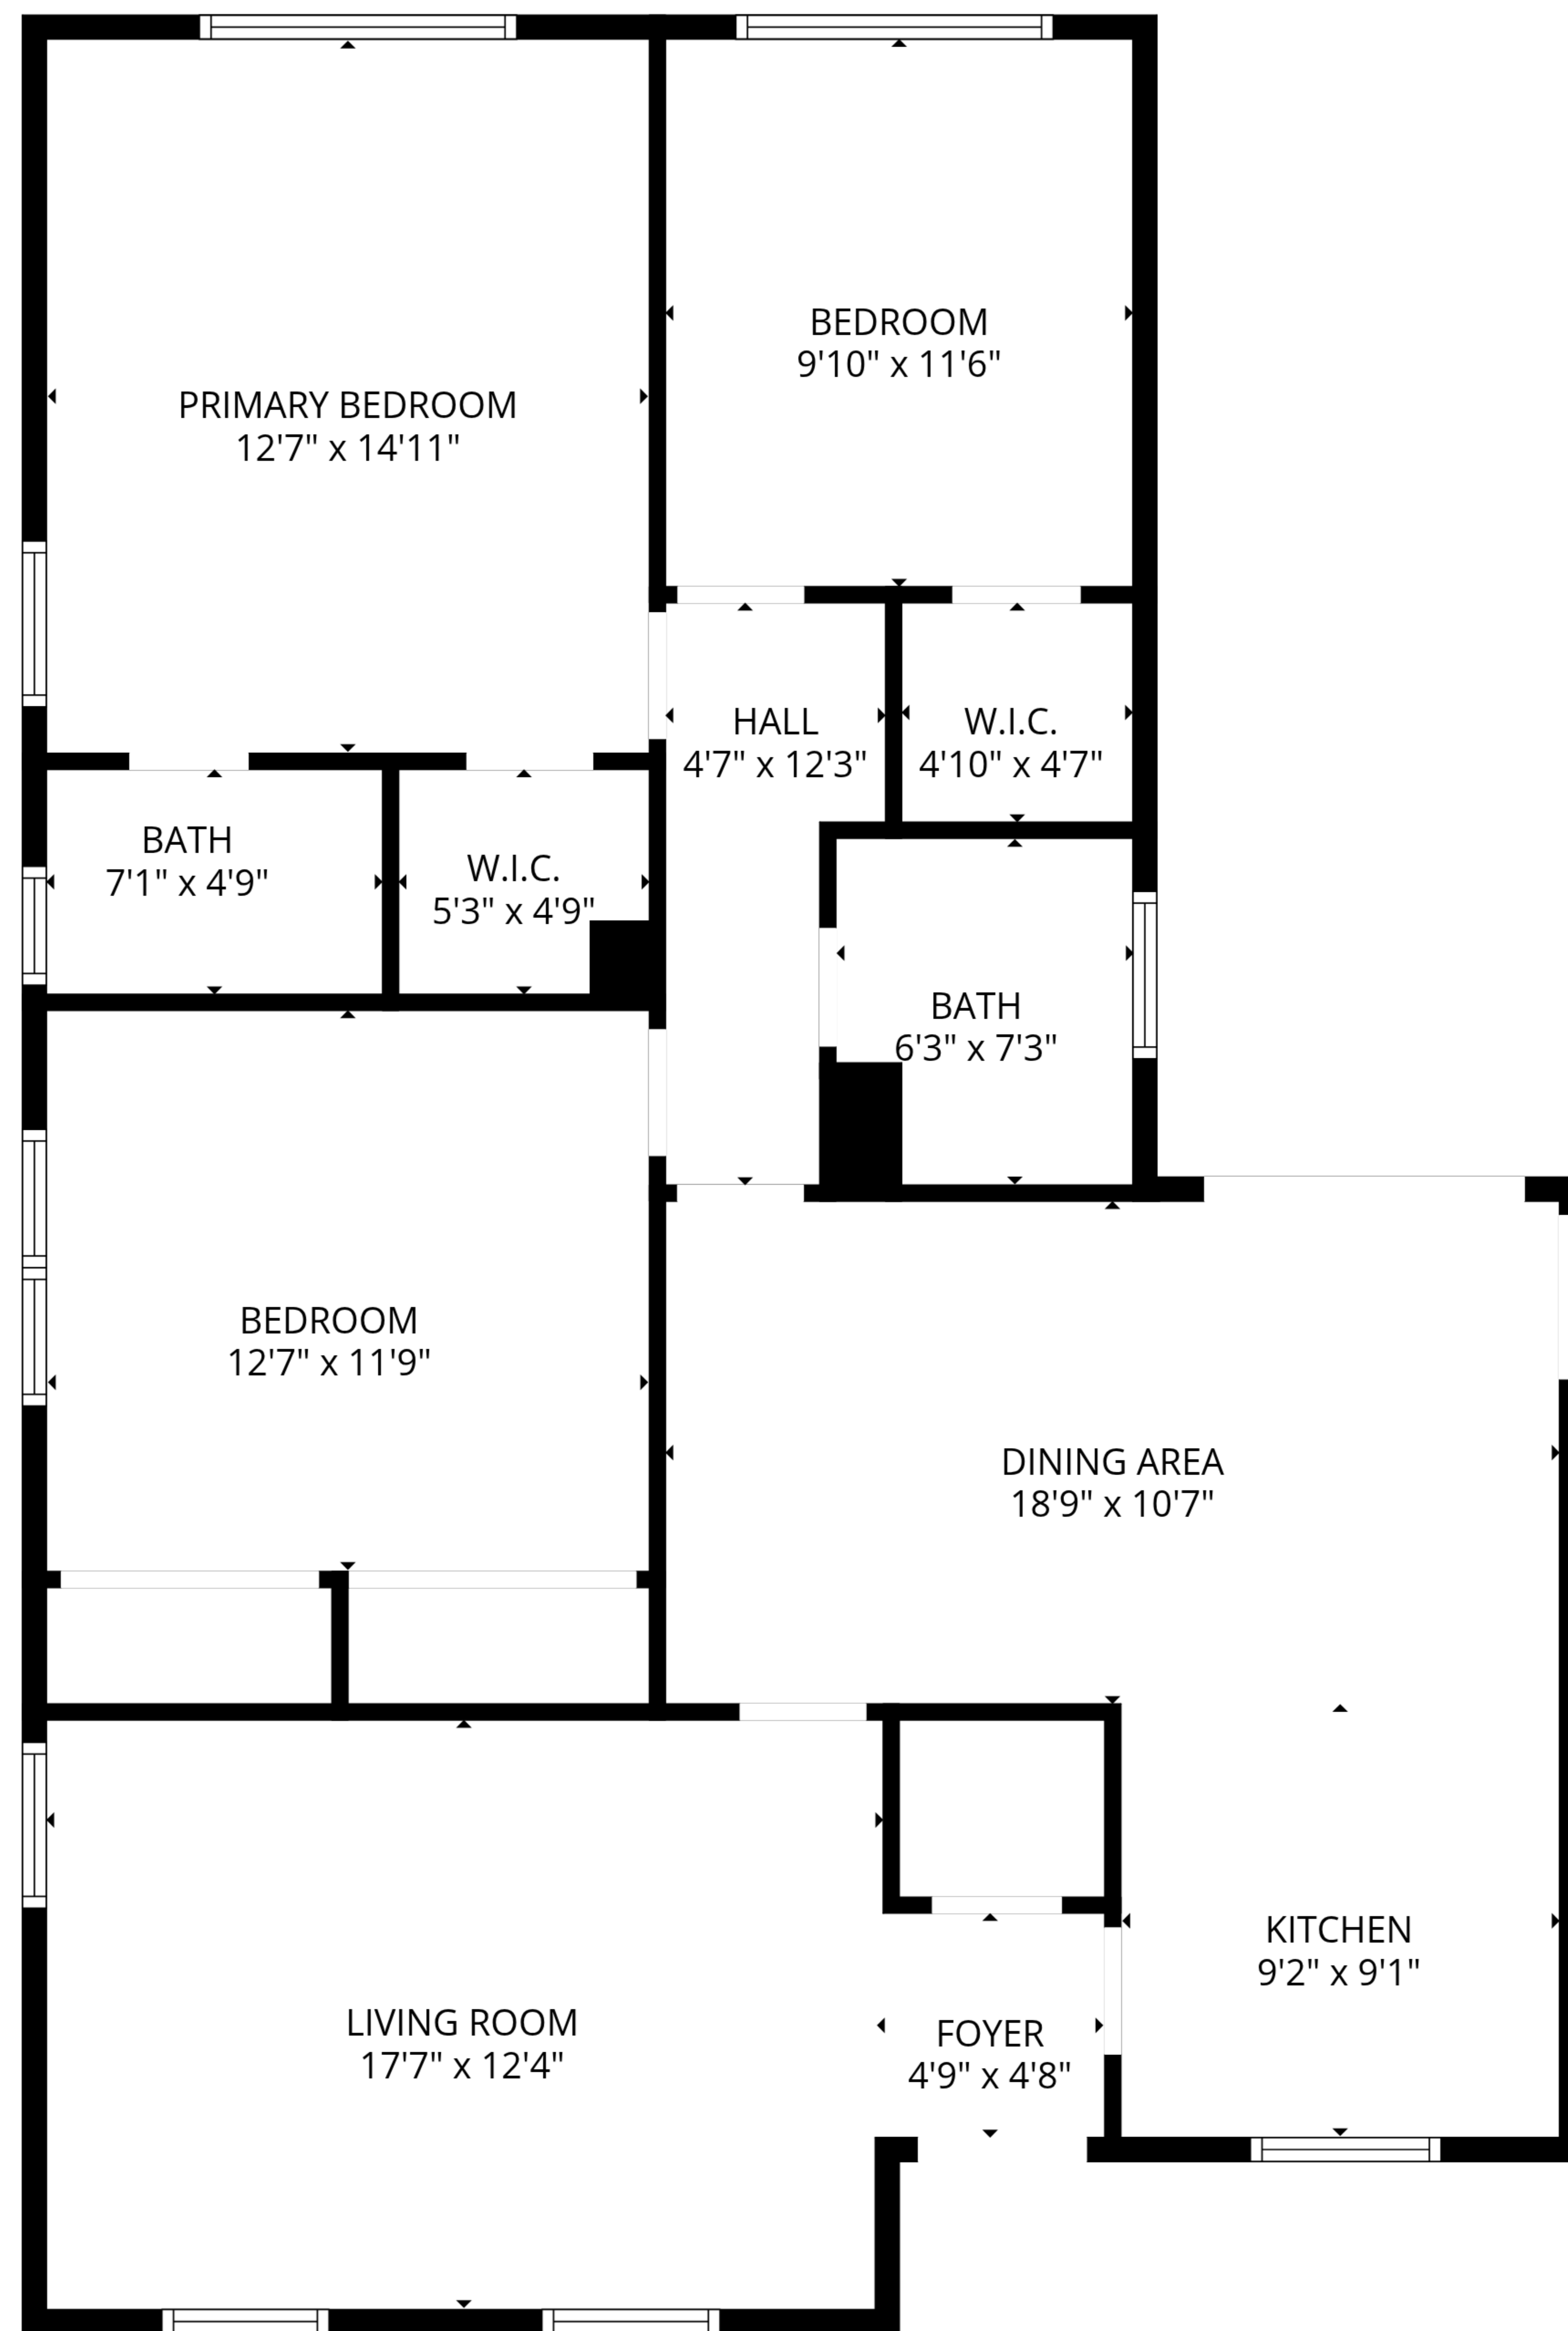 BEDROOM
9'10" x 11'6"
PRIMARY BEDROOM
12'7" x 14'11"
HALL
4'7" x 12'3"
W.I.C.
4'10" x 4'7"
BATH
7'1" x 4'9"
W.I.C.
5'3" x 4'9"
BATH
6'3" x 7'3"
BEDROOM
12'7" x 11'9"
DINING AREA
18'9" x 10'7"
KITCHEN
9'2" x 9'1"
LIVING ROOM
17'7" x 12'4"
FOYER
4'9" x 4'8"